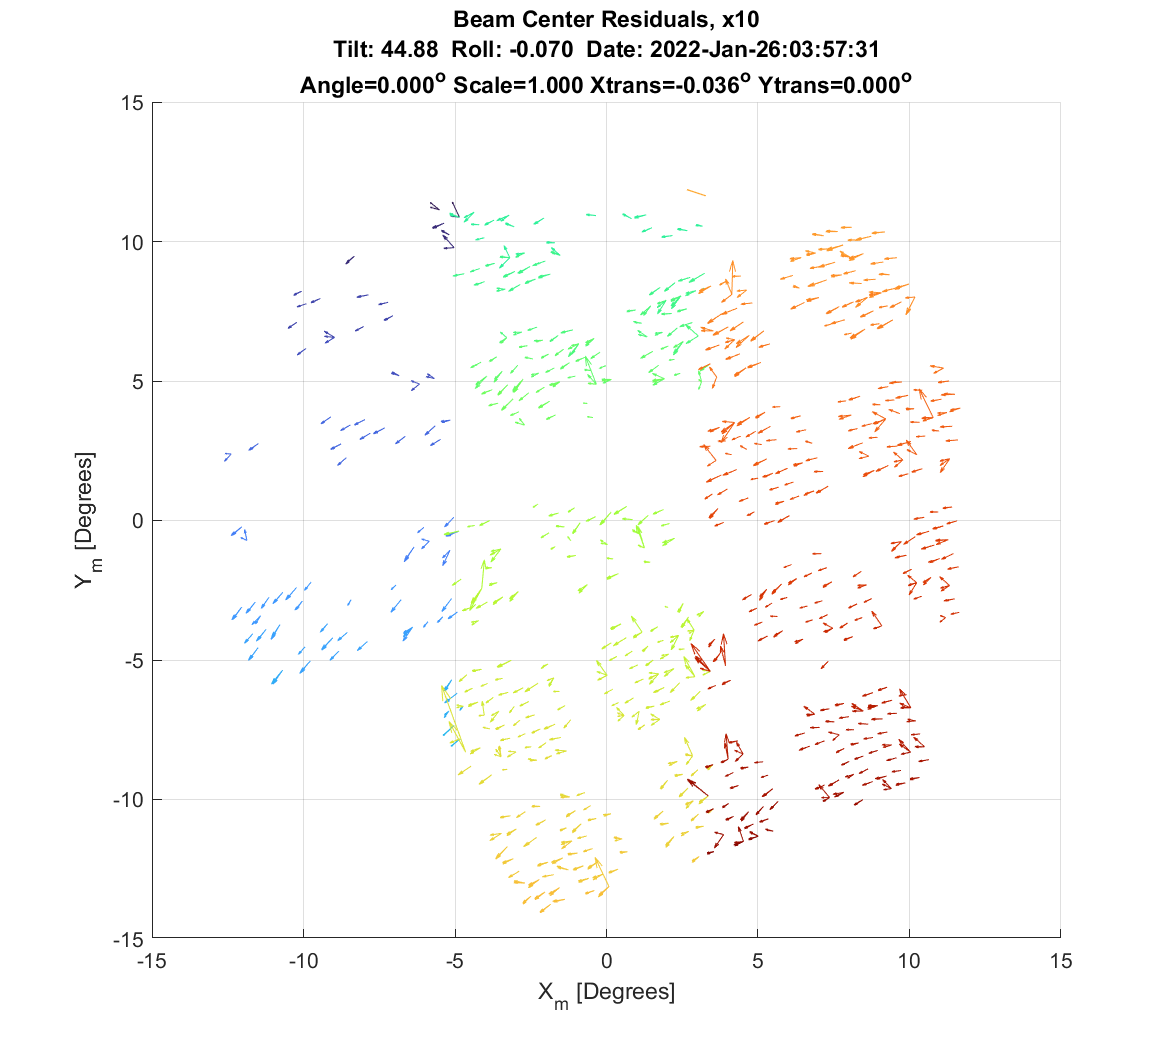 Beam Center Residuals, x10
Tilt: 44.88  Roll: -0.070  Date: 2022-Jan-26:03:57:31
Angle=0.000° Scale=1.000 Xtrans=-0.036° Ytrans=0.000°
15
10
5
0
-5
-10
-15
Y_m [Degrees]
-15 -10 -5 0 5 10 15
X_m [Degrees]